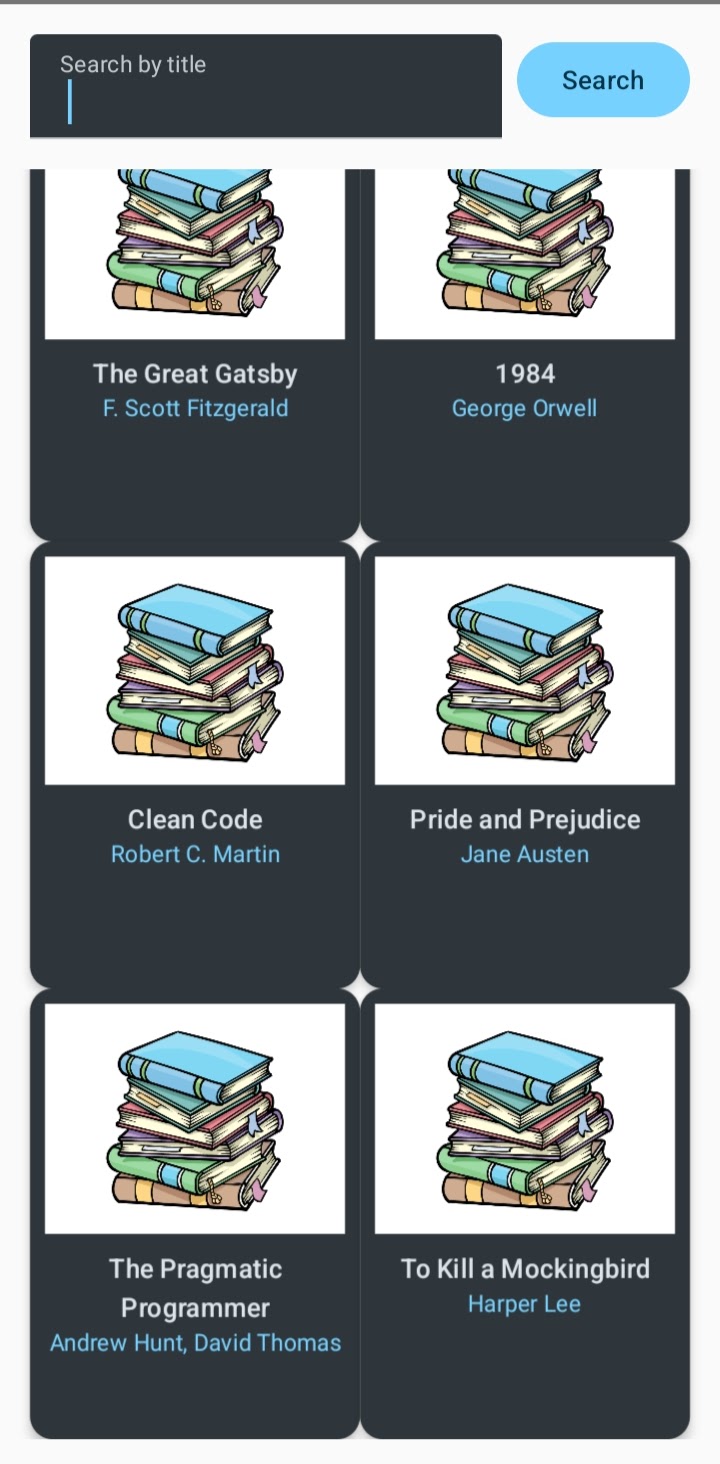 Search by title
Search
The Great Gatsby
F. Scott Fitzgerald
1984
George Orwell
Clean Code
Robert C. Martin
Pride and Prejudice
Jane Austen
The Pragmatic
Programmer
Andrew Hunt, David Thomas
To Kill a Mockingbird
Harper Lee